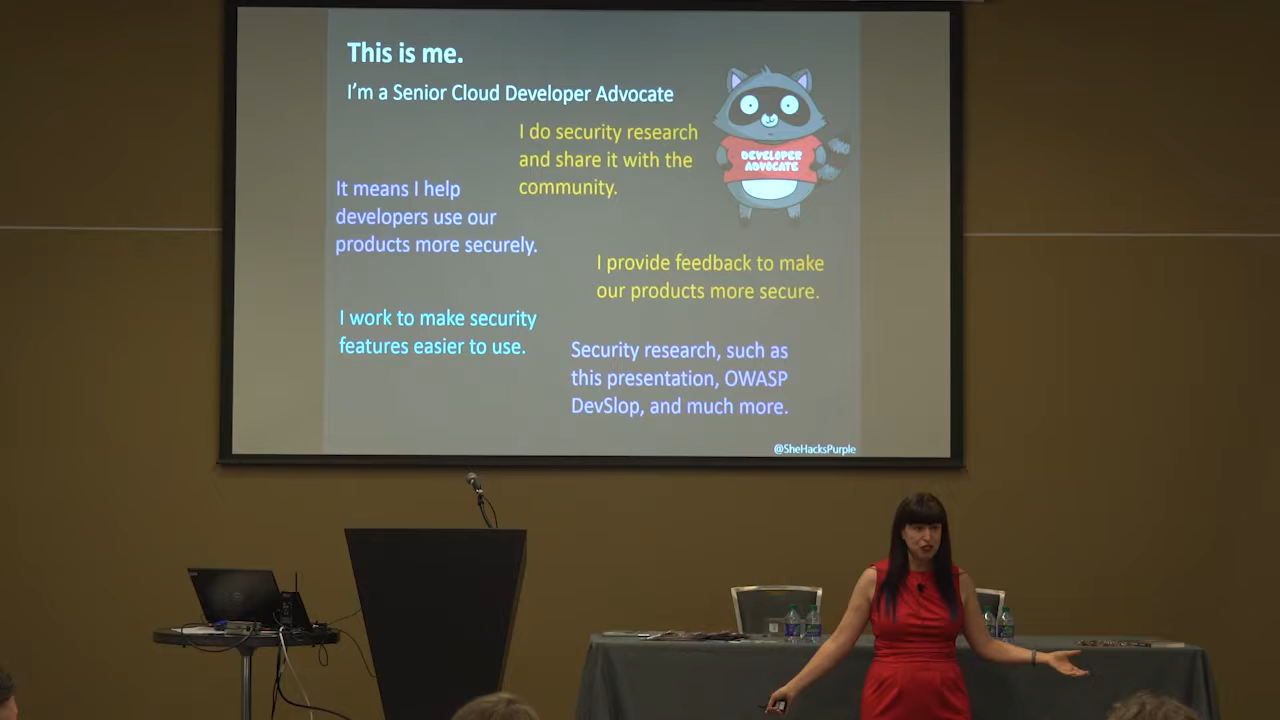 This is me.
I'm a Senior Cloud Developer Advocate
I do security research
and share it with the
community.
DEVELOPER
ADVOCATE
It means I help
developers use our
products more securely.
I provide feedback to make
our products more secure.
I work to make security
features easier to use.
Security research, such as
this presentation, OWASP
DevSlop, and much more.
@SheHacksPurple